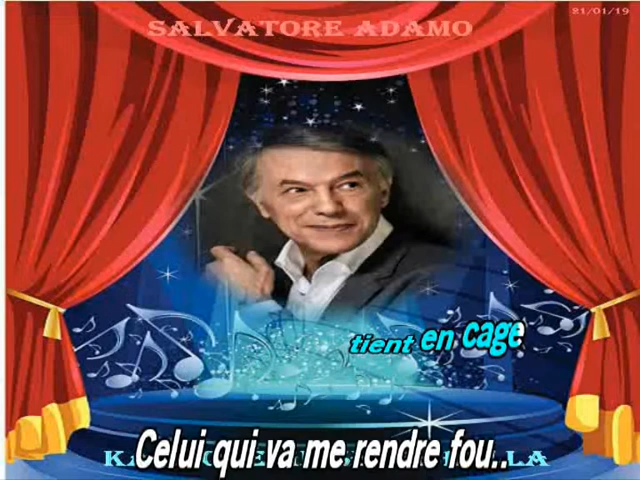 SALVATORE ADAMO
21/01/19
tient en cage
Celui qui va me rendre fou..